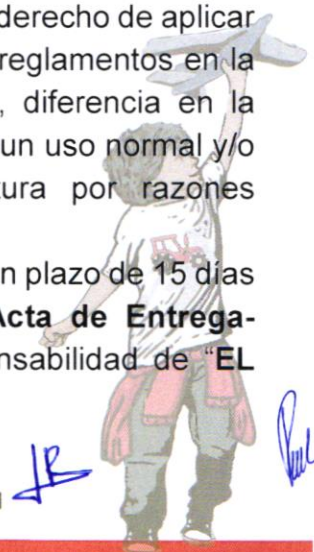 derecho de aplicar
reglamentos en la
, diferencia en la
un uso normal y/o
tura por razones
n plazo de 15 días
Acta de Entrega-
nsabilidad de "EL